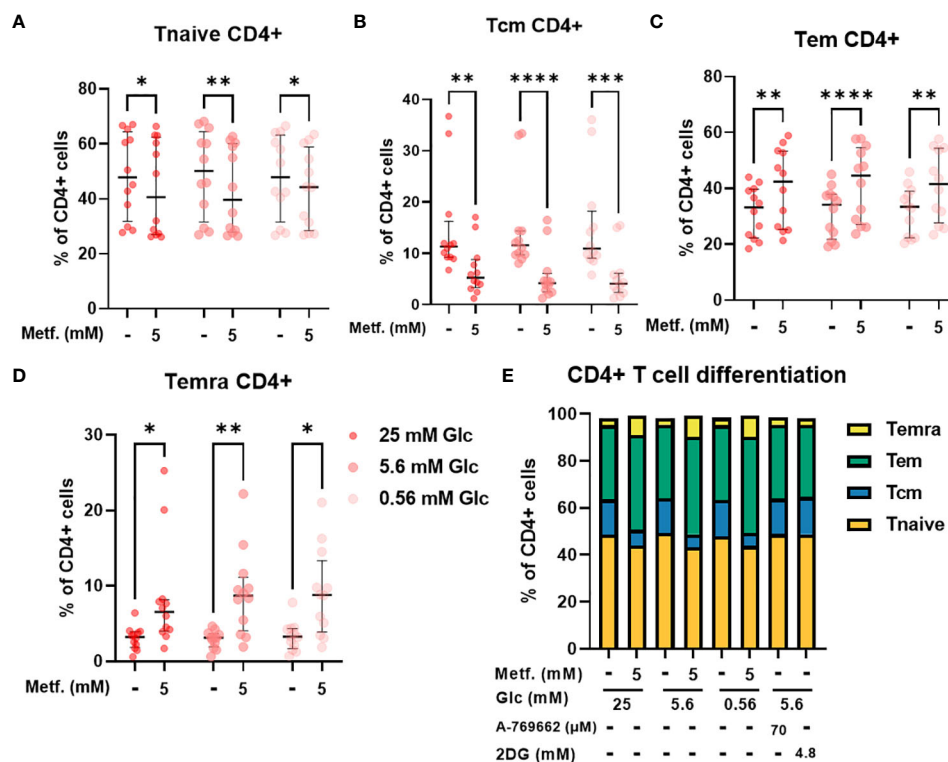 A
Tnaive CD4+
% of CD4+ cells
80
60
40
20
0
* ** *
Metf. (mM) - 5 - 5 - 5
B
Tcm CD4+
% of CD4+ cells
40
30
20
10
0
** **** ***
Metf. (mM) - 5 - 5 - 5
C
Tem CD4+
% of CD4+ cells
80
60
40
20
0
** **** **
Metf. (mM) - 5 - 5 - 5
D
Temra CD4+
% of CD4+ cells
30
20
10
0
* ** *
Metf. (mM) - 5 - 5 - 5
25 mM Glc
5.6 mM Glc
0.56 mM Glc
E
CD4+ T cell differentiation
% of CD4+ cells
100
80
60
40
20
0
Temra
Tem
Tcm
Tnaive
Metf. (mM) - 5 - 5 - 5 - -
Glc (mM) 25 5.6 0.56 5.6
A-769662 (µM) - - - - - - 70 -
2DG (mM) - - - - - - - 4.8